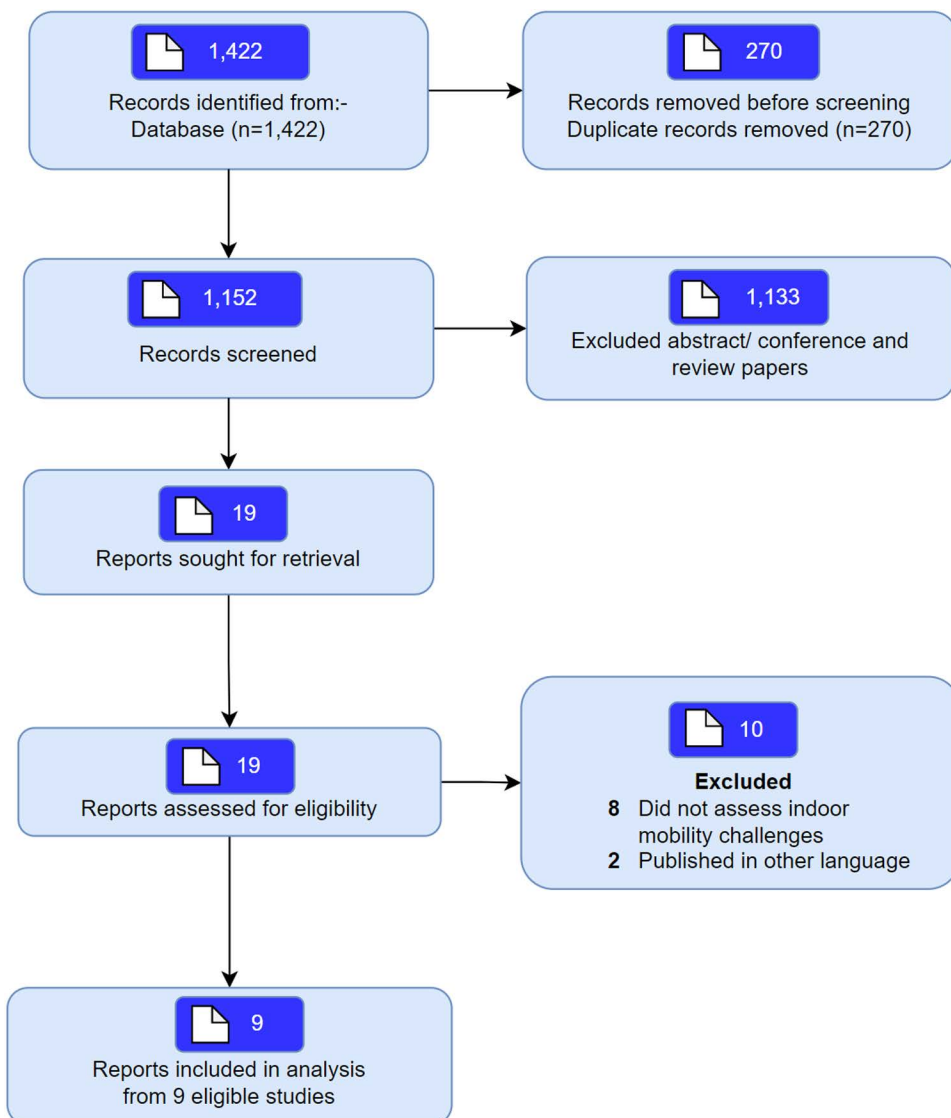 1,422
Records identified from:-
Database (n=1,422)
270
Records removed before screening
Duplicate records removed (n=270)
1,152
Records screened
1,133
Excluded abstract/ conference and
review papers
19
Reports sought for retrieval
19
Reports assessed for eligibility
10
Excluded
8 Did not assess indoor
mobility challenges
2 Published in other language
9
Reports included in analysis
from 9 eligible studies